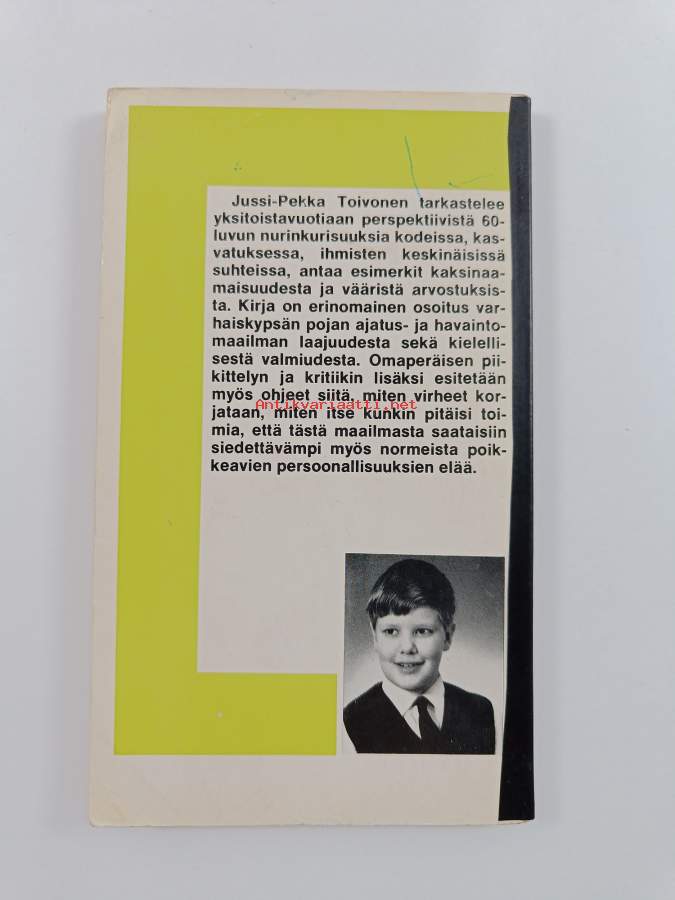 Jussi-Pekka Toivonen tarkastelee
yksitoistavuotiaan perspektiivistä 60-
luvun nurinkurisuuksia kodeissa, kas-
vatuksessa, ihmisten keskinäisissä
suhteissa, antaa esimerkit kaksinaa-
maisuudesta ja vääristä arvostuksis-
ta. Kirja on erinomainen osoitus var-
haiskypsän pojan ajatus- ja havainto-
maailman laajuudesta sekä kielelli-
sestä valmiudesta. Omaperäisen pii-
kittelyn ja kritiikin lisäksi esitetään
myös ohjeet siitä, miten virheet kor-
Antikvariaatti.net
jataan, miten itse kunkin pitäisi toi-
mia, että tästä maailmasta saataisiin
siedettävämpi myös normeista poik-
keavien persoonallisuuksien elää.